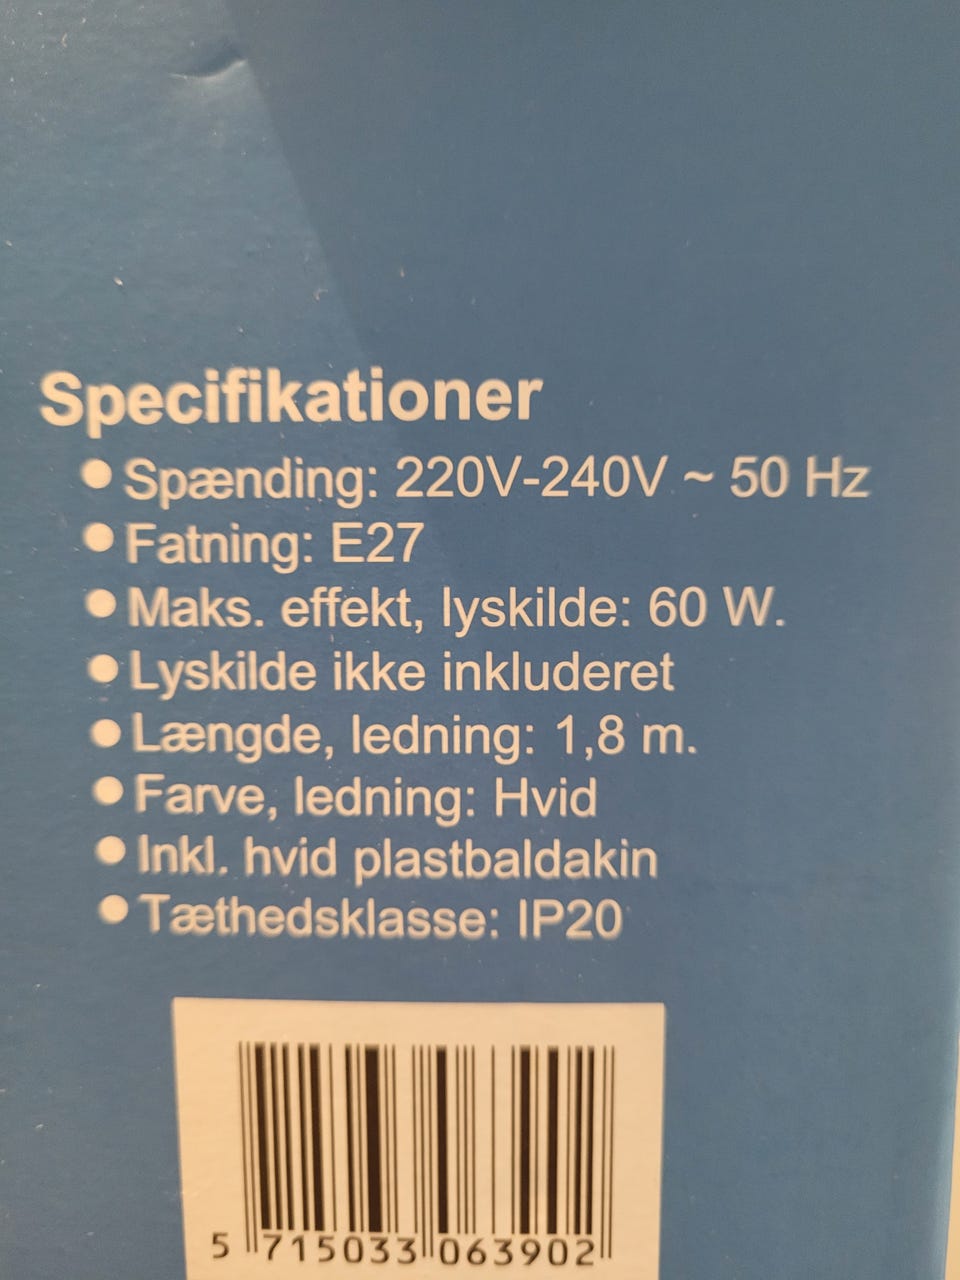 Specifikationer
● Spænding: 220V-240V ~ 50 Hz
● Fatning: E27
● Maks. effekt, lyskilde: 60 W.
● Lyskilde ikke inkluderet
● Længde, ledning: 1,8 m.
● Farve, ledning: Hvid
● Inkl. hvid plastbaldakin
● Tæthedsklasse: IP20
5 715033 063902